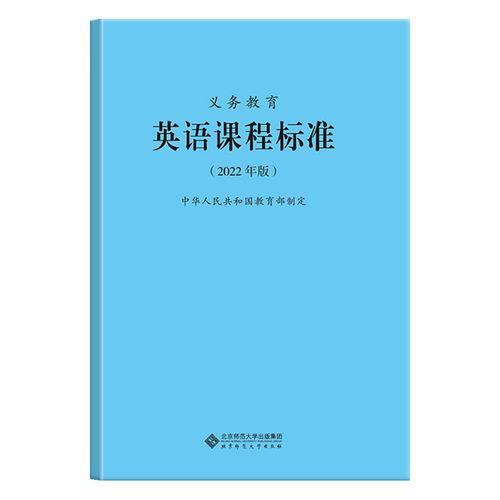 义务教育
英语课程标准
（2022年版）
中华人民共和国教育部制定
北京师范大学出版集团
北京师范大学出版社